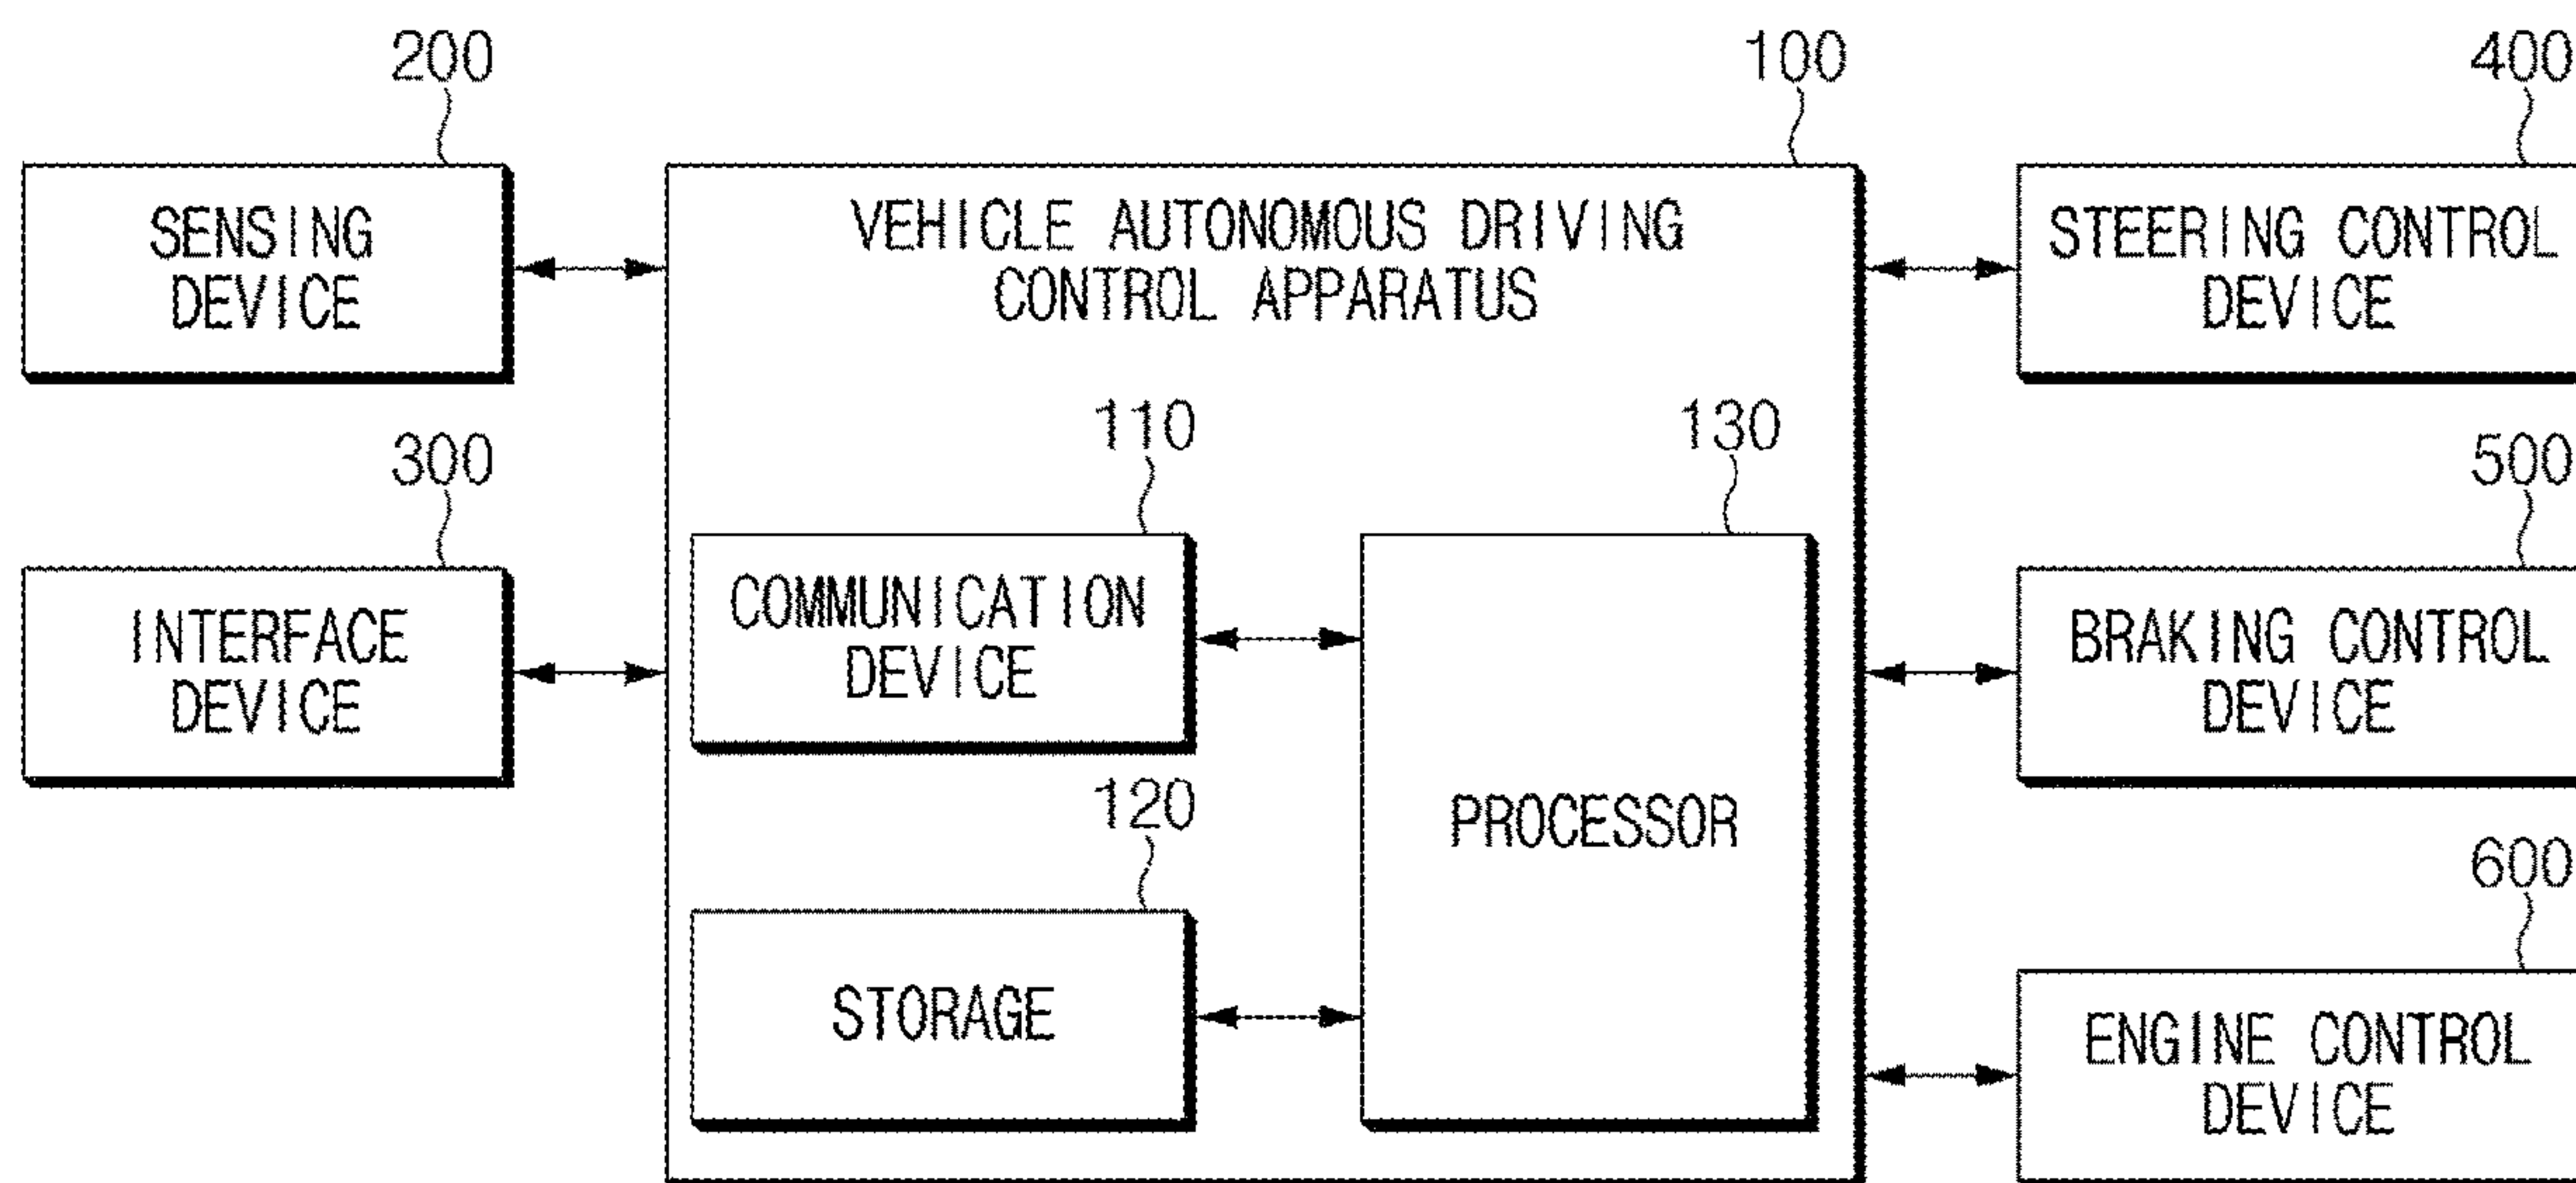 200
100
400
SENSING
DEVICE
VEHICLE AUTONOMOUS DRIVING
CONTROL APPARATUS
STEERING CONTROL
DEVICE
300
110
130
500
INTERFACE
DEVICE
COMMUNICATION
DEVICE
PROCESSOR
BRAKING CONTROL
DEVICE
120
600
STORAGE
ENGINE CONTROL
DEVICE